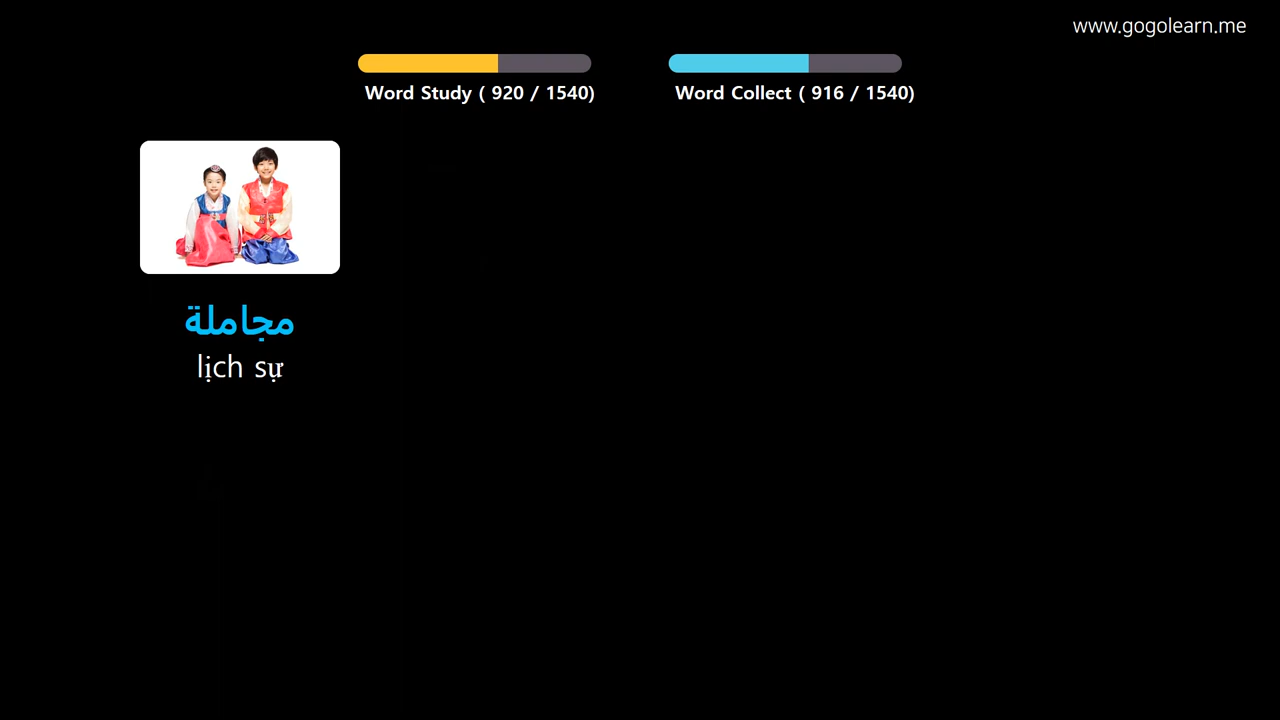 www.gogolearn.me
Word Study ( 920 / 1540)
Word Collect ( 916 / 1540)
مجاملة
lịch sự